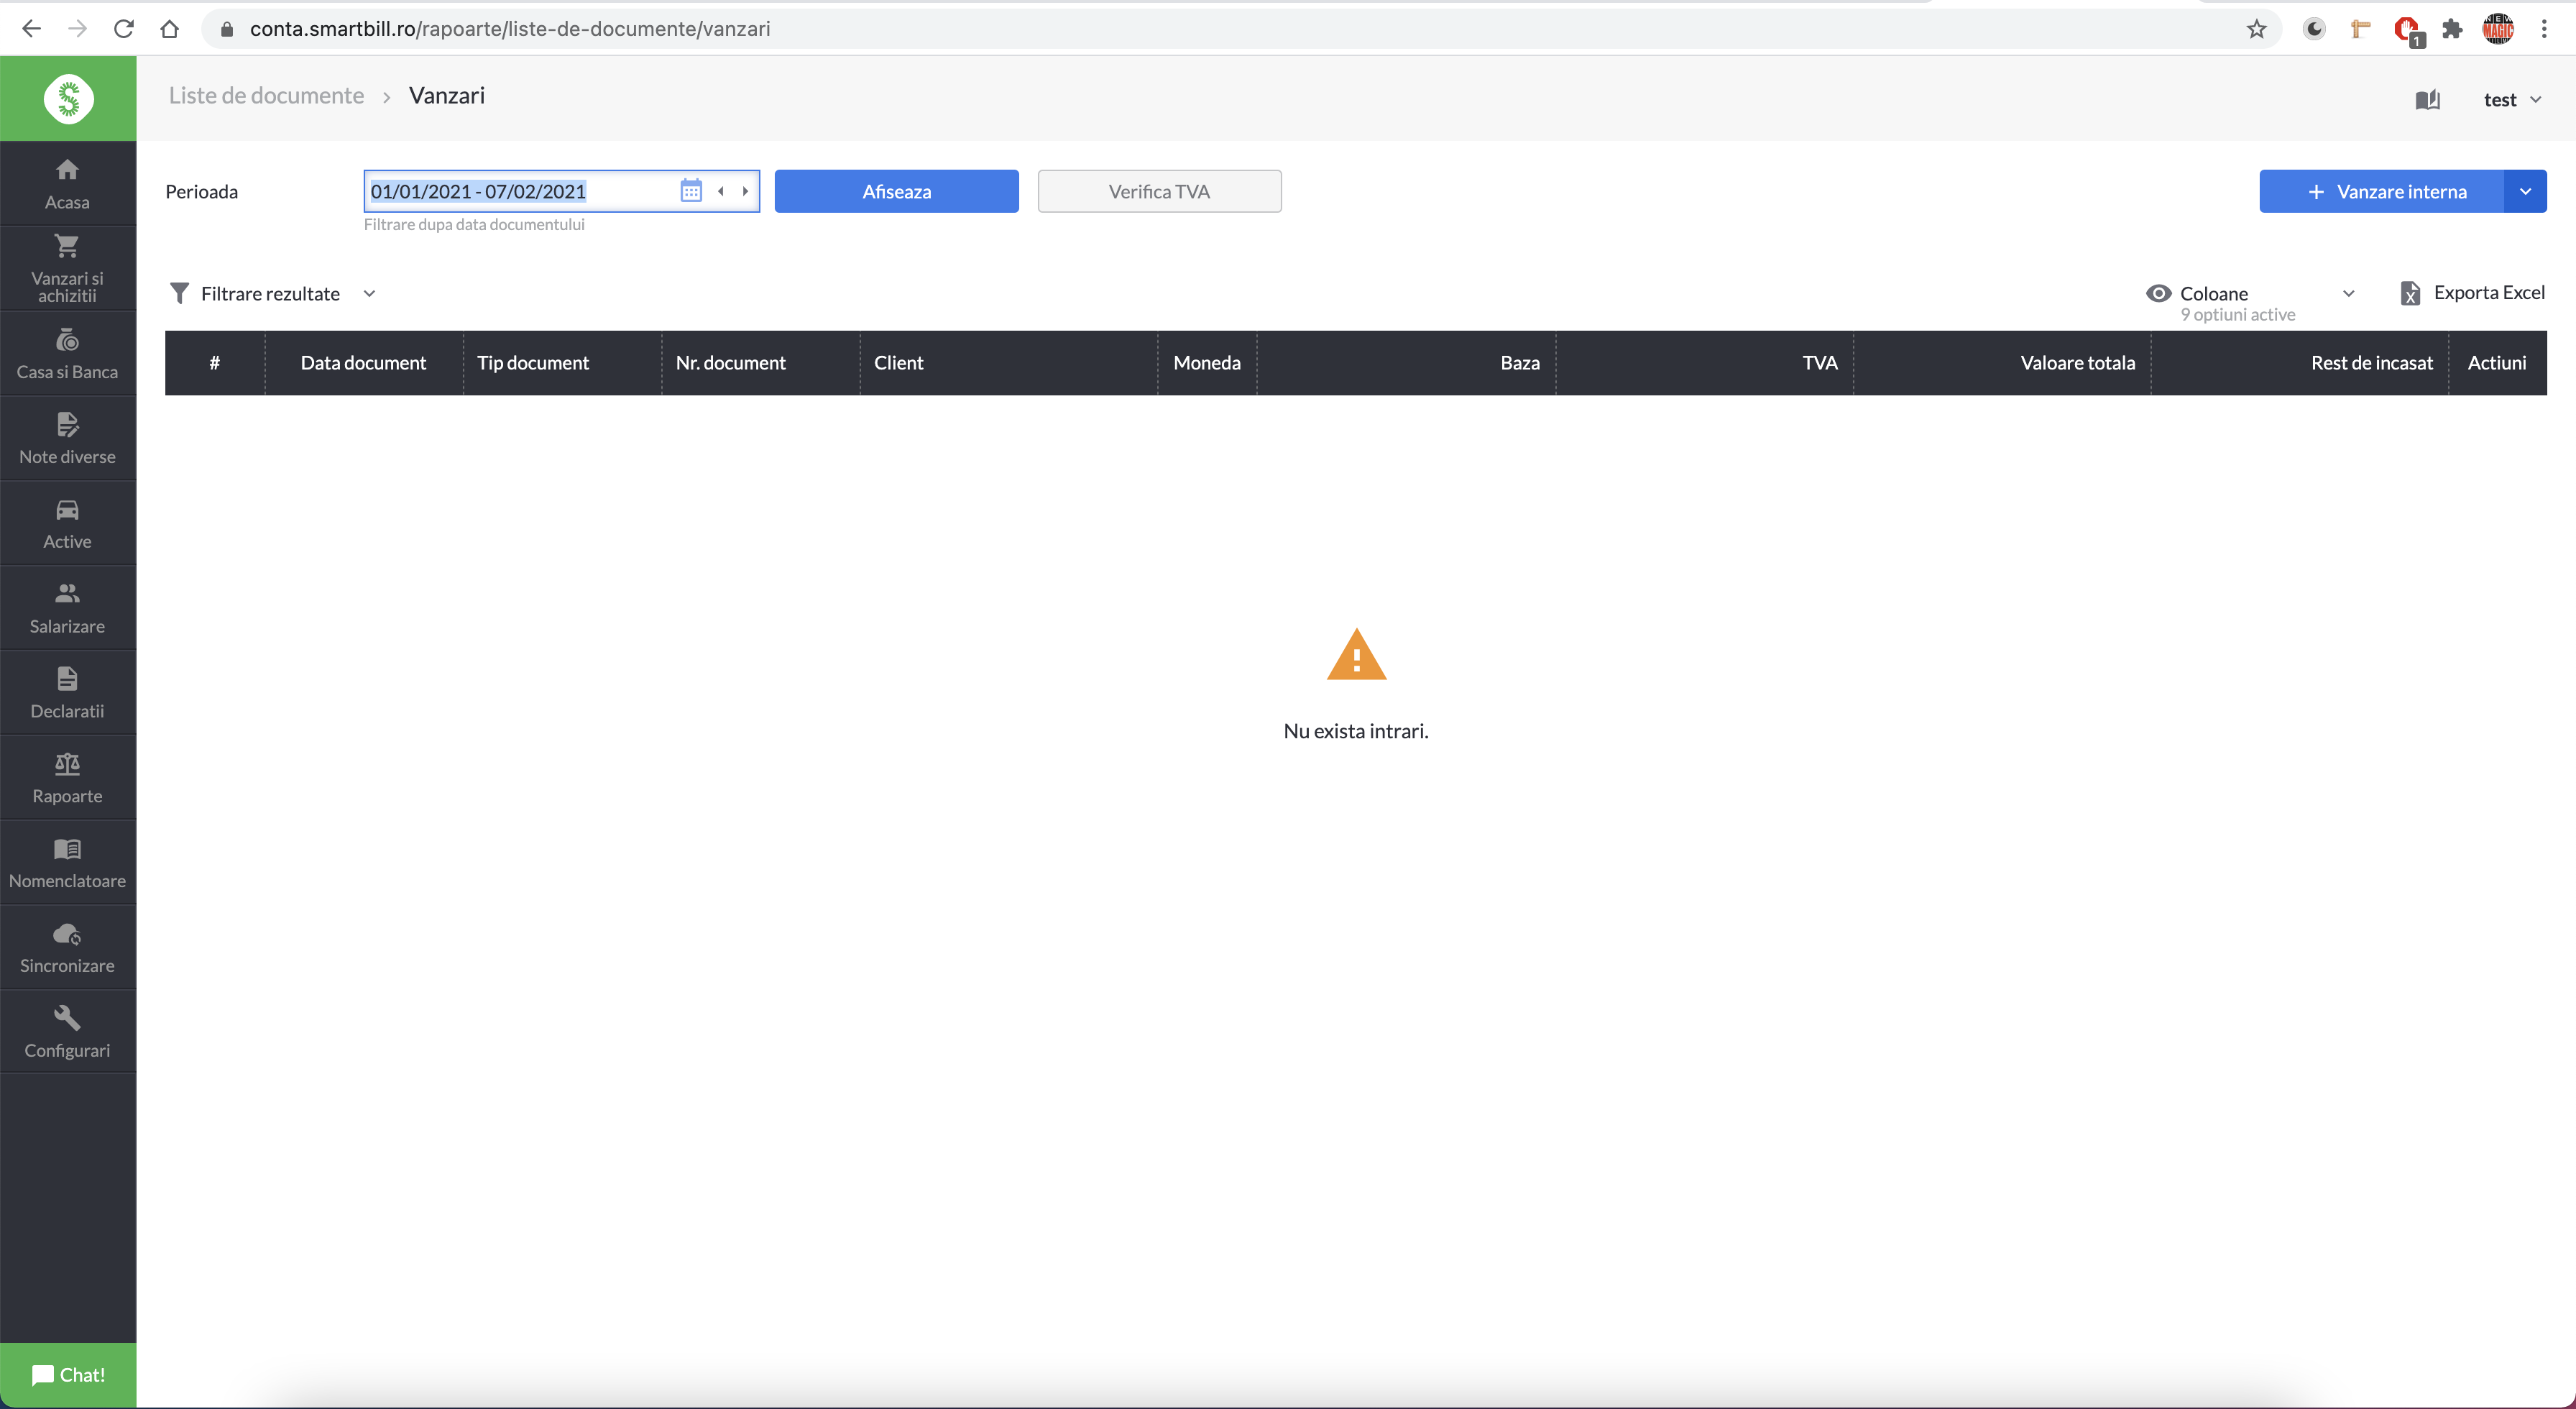 conta.smartbill.ro/rapoarte/liste-de-documente/vanzari
1
NEW
MAGIC
S
Liste de documente > Vanzari
test
Acasa
Vanzari si
achizitii
Casa si Banca
Note diverse
Active
Salarizare
Declaratii
Rapoarte
Nomenclatoare
Sincronizare
Configurari
Chat!
Perioada
01/01/2021 - 07/02/2021
Afiseaza
Verifica TVA
+ Vanzare interna
Filtrare dupa data documentului
Filtrare rezultate
Coloane
9 optiuni active
Exporta Excel
# Data document Tip document Nr. document Client Moneda Baza TVA Valoare totala Rest de incasat Actiuni
Nu exista intrari.